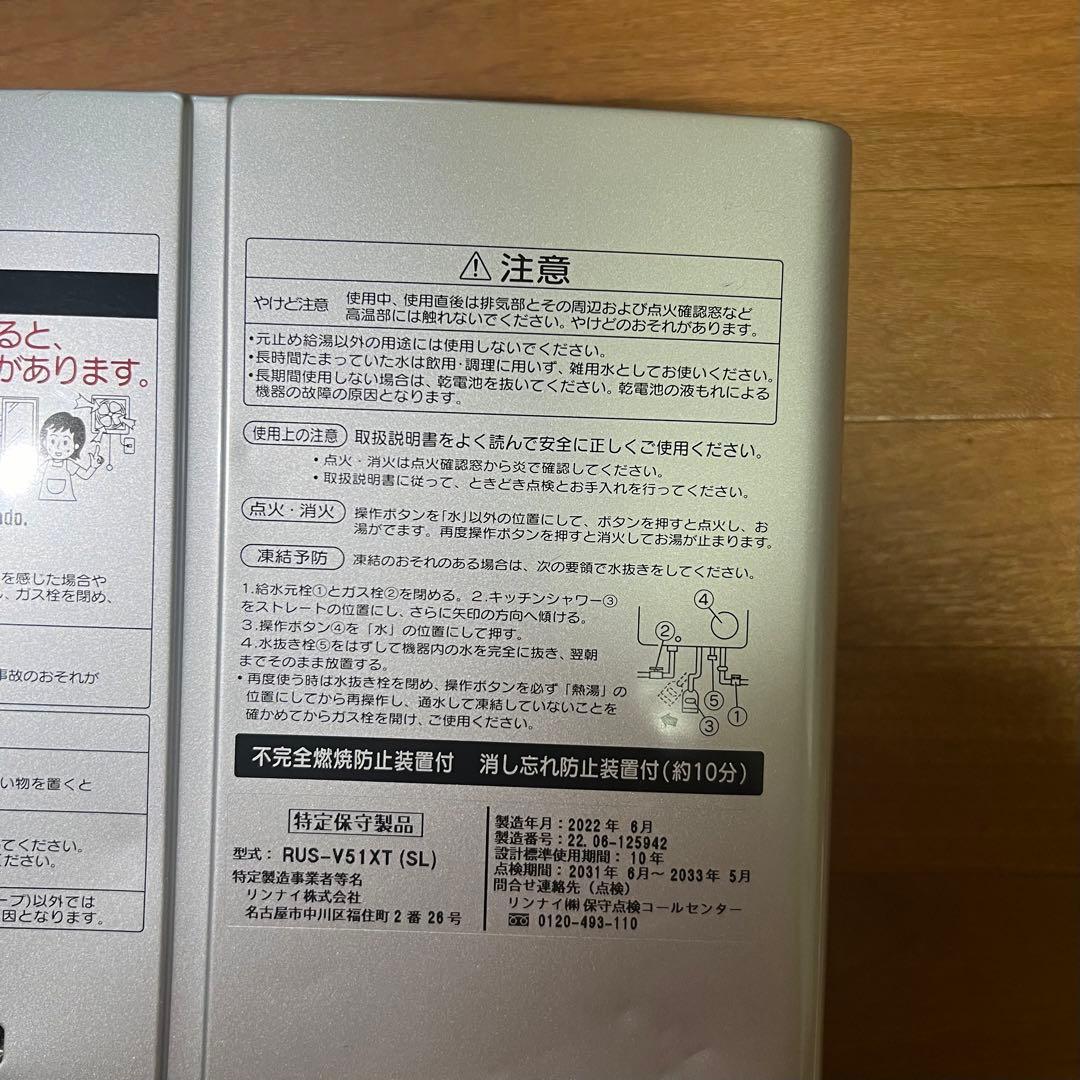 ると、
があります。
ndo.
を感じた場合や
、ガス栓を閉め、
事故のおそれが
い物を置くと
てください。
ださい。
ープ)以外では
因となります。
⚠ 注意
やけど注意 使用中、使用直後は排気部とその周辺および点火確認窓など
高温部には触れないでください。やけどのおそれがあります。
・元止め給湯以外の用途には使用しないでください。
・長時間たまっていた水は飲用・調理に用いず、雑用水としてお使いください。
・長期間使用しない場合は、乾電池を抜いてください。乾電池の液もれによる
機器の故障の原因となります。
使用上の注意 取扱説明書をよく読んで安全に正しくご使用ください。
・点火・消火は点火確認窓から炎で確認してください。
・取扱説明書に従って、ときどき点検とお手入れを行ってください。
点火・消火 操作ボタンを「水」以外の位置にして、ボタンを押すと点火し、お
湯がでます。再度操作ボタンを押すと消火してお湯が止まります。
凍結予防 凍結のおそれのある場合は、次の要領で水抜きをしてください。
1.給水元栓①とガス栓②を閉める。2.キッチンシャワー③
をストレートの位置にし、さらに矢印の方向へ傾ける。
3.操作ボタン④を「水」の位置にして押す。
4.水抜き栓⑤をはずして機器内の水を完全に抜き、翌朝
までそのまま放置する。
・再度使う時は水抜き栓を閉め、操作ボタンを必ず「熱湯」の
位置にしてから再操作し、通水して凍結していないことを
確かめてからガス栓を開け、ご使用ください。
④
②
⑤
③
①
不完全燃焼防止装置付 消し忘れ防止装置付(約10分)
特定保守製品
型式: RUS-V51XT(SL)
特定製造事業者等名
リンナイ株式会社
名古屋市中川区福住町2番26号
製造年月: 2022年 6月
製造番号: 22.06-125942
設計標準使用期間: 10年
点検期間: 2031年 6月～ 2033年 5月
問合せ連絡先(点検)
リンナイ㈱保守点検コールセンター
0120-493-110